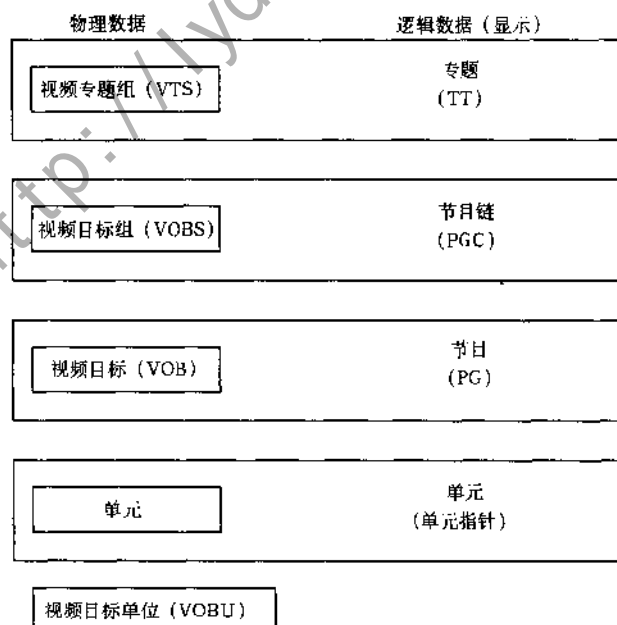 物理数据 逻辑数据（显示）
视频专题组（VTS）
专题
（TT）
视频目标组（VOBS）
节目链
（PGC）
视频目标（VOB）
节目
（PG）
单元
单元
（单元指针）
视频目标单位（VOBU）
http://lyd